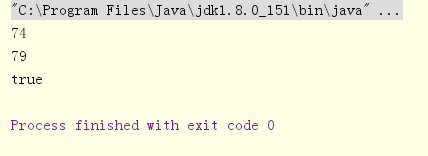 "C:\Program Files\Java\jdk1.8.0_151\bin\java" ...
74
79
true
Process finished with exit code 0